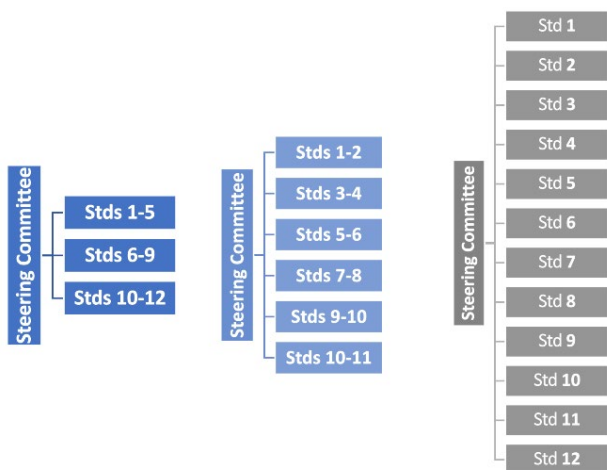 Steering Committee
Stds 1-5
Stds 6-9
Stds 10-12
Steering Committee
Stds 1-2
Stds 3-4
Stds 5-6
Stds 7-8
Stds 9-10
Stds 10-11
Steering Committee
Std 1
Std 2
Std 3
Std 4
Std 5
Std 6
Std 7
Std 8
Std 9
Std 10
Std 11
Std 12